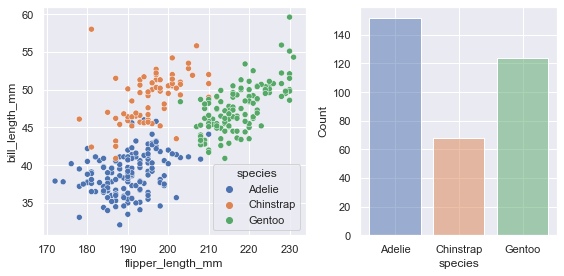 bill_length_mm
60
55
50
45
40
35
170 180 190 200 210 220 230
flipper_length_mm
species
Adelie
Chinstrap
Gentoo
Count
140
120
100
80
60
40
20
0
Adelie Chinstrap Gentoo
species